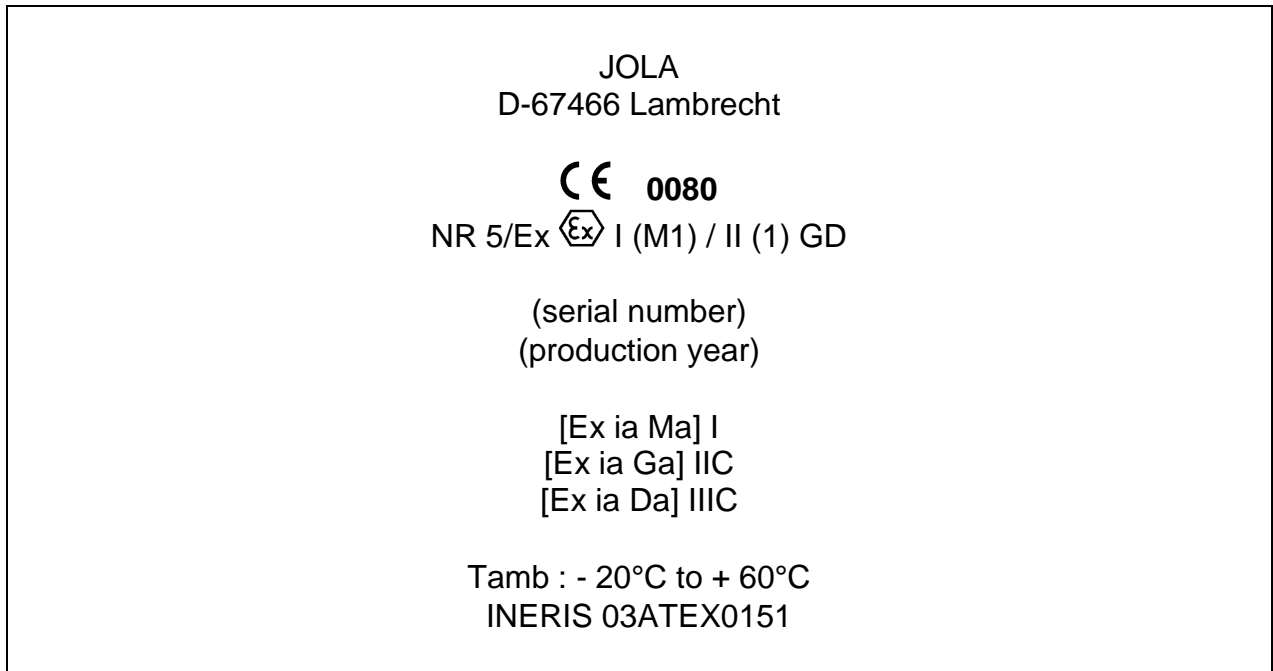 JOLA
D-67466 Lambrecht
CE 0080
NR 5/Ex Ex I (M1) / II (1) GD
(serial number)
(production year)
[Ex ia Ma] I
[Ex ia Ga] IIC
[Ex ia Da] IIIC
Tamb : - 20°C to + 60°C
INERIS 03ATEX0151